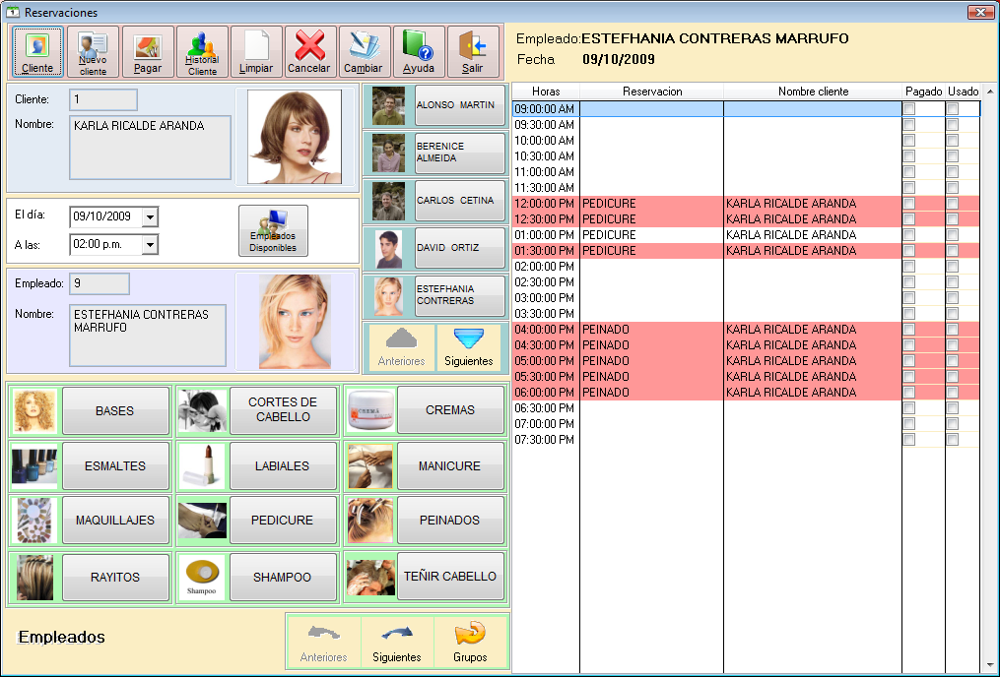 Reservaciones
Cliente
Nuevo
cliente
Pagar
Historial
Cliente
Limpiar
Cancelar
Cambiar
Ayuda
Salir
Empleado:ESTEFHANIA CONTRERAS MARRUFO
Fecha 09/10/2009
Cliente: 1
Nombre: KARLA RICALDE ARANDA
El día: 09/10/2009
A las: 02:00 p.m.
Empleados
Disponibles
Empleado: 9
Nombre: ESTEFHANIA CONTRERAS
MARRUFO
ALONSO MARTIN
BERENICE
ALMEIDA
CARLOS CETINA
DAVID ORTIZ
ESTEFHANIA
CONTRERAS
Anteriores Siguientes
BASES
CORTES DE
CABELLO
CREMAS
ESMALTES
LABIALES
MANICURE
MAQUILLAJES
PEDICURE
PEINADOS
RAYITOS
Shampoo
SHAMPOO
TEÑIR CABELLO
Empleados
Anteriores Siguientes Grupos
Horas Reservacion Nombre cliente Pagado Usado
09:00:00 AM
09:30:00 AM
10:00:00 AM
10:30:00 AM
11:00:00 AM
11:30:00 AM
12:00:00 PM PEDICURE KARLA RICALDE ARANDA
12:30:00 PM PEDICURE KARLA RICALDE ARANDA
01:00:00 PM PEDICURE KARLA RICALDE ARANDA
01:30:00 PM PEDICURE KARLA RICALDE ARANDA
02:00:00 PM
02:30:00 PM
03:00:00 PM
03:30:00 PM
04:00:00 PM PEINADO KARLA RICALDE ARANDA
04:30:00 PM PEINADO KARLA RICALDE ARANDA
05:00:00 PM PEINADO KARLA RICALDE ARANDA
05:30:00 PM PEINADO KARLA RICALDE ARANDA
06:00:00 PM PEINADO KARLA RICALDE ARANDA
06:30:00 PM
07:00:00 PM
07:30:00 PM